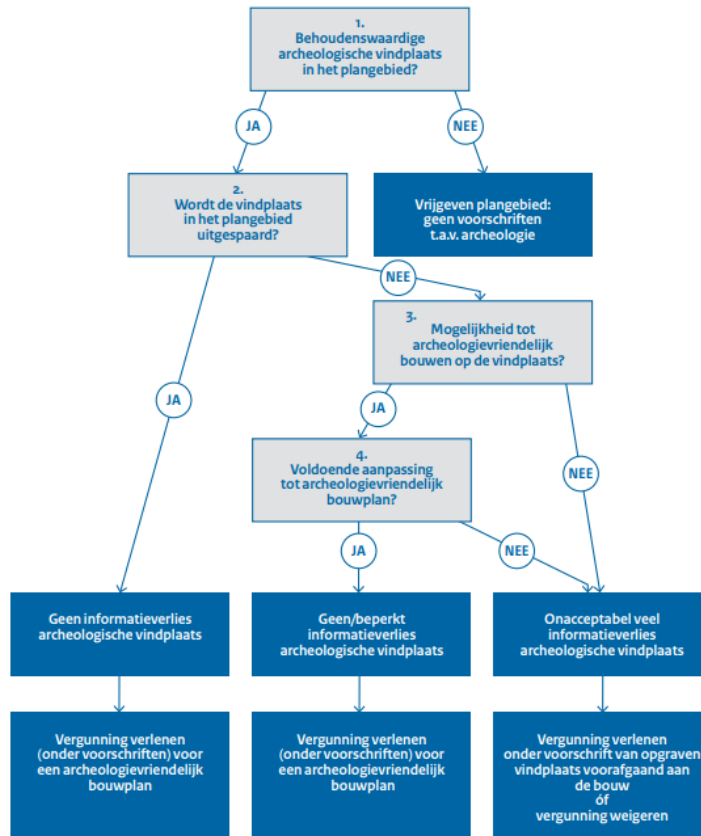 1.
Behoudenswaardige
archeologische vindplaats
in het plangebied?
JA
NEE
2.
Wordt de vindplaats
in het plangebied
uitgespaard?
Vrijgeven plangebied:
geen voorschriften
t.a.v. archeologie
NEE
3.
Mogelijkheid tot
archeologievriendelijk
bouwen op de vindplaats?
JA
JA
4.
Voldoende aanpassing
tot archeologievriendelijk
bouwplan?
NEE
JA
NEE
Geen informatieverlies
archeologische vindplaats
Geen/beperkt
informatieverlies
archeologische vindplaats
Onacceptabel veel
informatieverlies
archeologische vindplaats
Vergunning verlenen
(onder voorschriften) voor
een archeologievriendelijk
bouwplan
Vergunning verlenen
(onder voorschriften) voor
een archeologievriendelijk
bouwplan
Vergunning verlenen
onder voorschrift van opgraven
vindplaats voorafgaand aan
de bouw
óf
vergunning weigeren